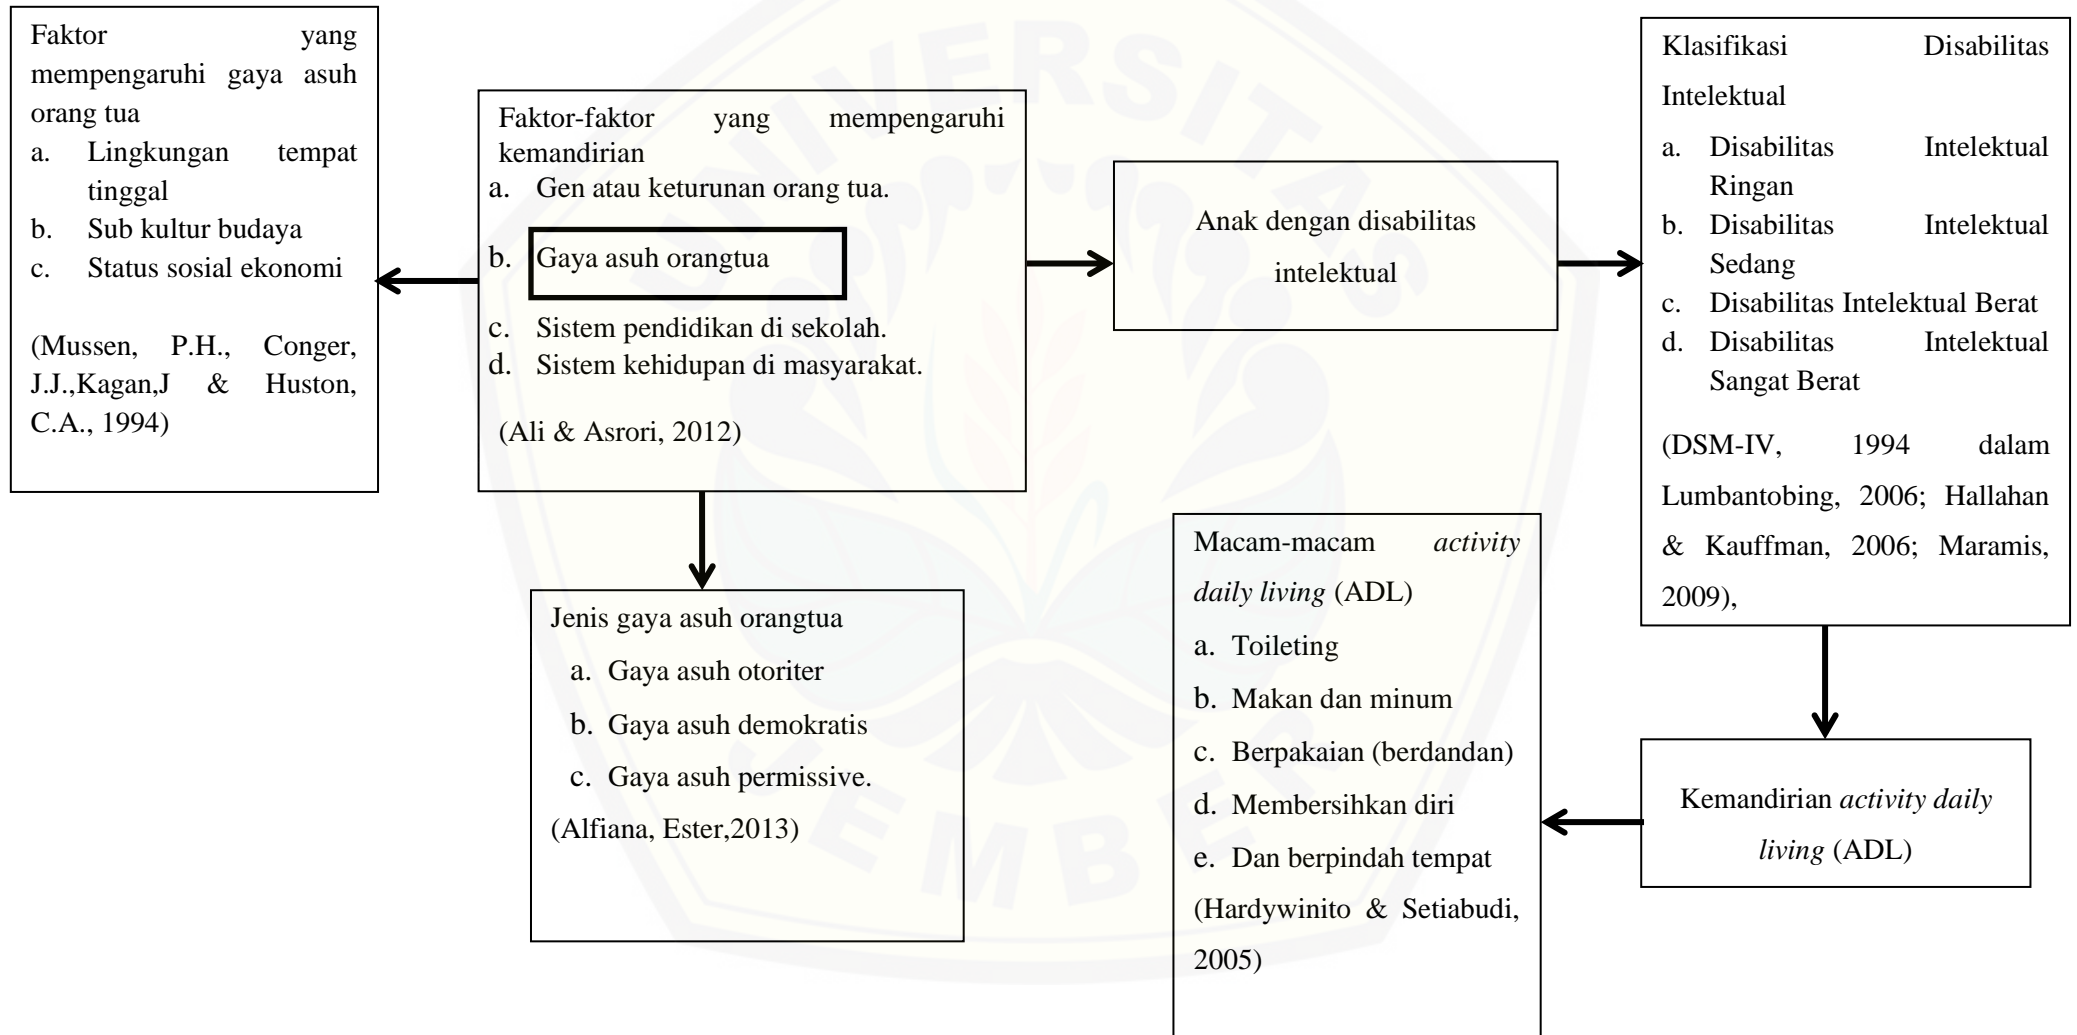 Faktor yang
mempengaruhi gaya asuh
orang tua
a. Lingkungan tempat
tinggal
b. Sub kultur budaya
c. Status sosial ekonomi
(Mussen, P.H., Conger,
J.J.,Kagan,J & Huston,
C.A., 1994)
Faktor-faktor yang mempengaruhi
kemandirian
a. Gen atau keturunan orang tua.
b. Gaya asuh orangtua
c. Sistem pendidikan di sekolah.
d. Sistem kehidupan di masyarakat.
(Ali & Asrori, 2012)
Jenis gaya asuh orangtua
a. Gaya asuh otoriter
b. Gaya asuh demokratis
c. Gaya asuh permissive.
(Alfiana, Ester,2013)
Anak dengan disabilitas
intelektual
Klasifikasi Disabilitas
Intelektual
a. Disabilitas Intelektual
Ringan
b. Disabilitas Intelektual
Sedang
c. Disabilitas Intelektual Berat
d. Disabilitas Intelektual
Sangat Berat
(DSM-IV, 1994 dalam
Lumbantobing, 2006; Hallahan
& Kauffman, 2006; Maramis,
2009),
Kemandirian activity daily
living (ADL)
Macam-macam activity
daily living (ADL)
a. Toileting
b. Makan dan minum
c. Berpakaian (berdandan)
d. Membersihkan diri
e. Dan berpindah tempat
(Hardywinito & Setiabudi,
2005)
UNIVERSITAS
JEMBER